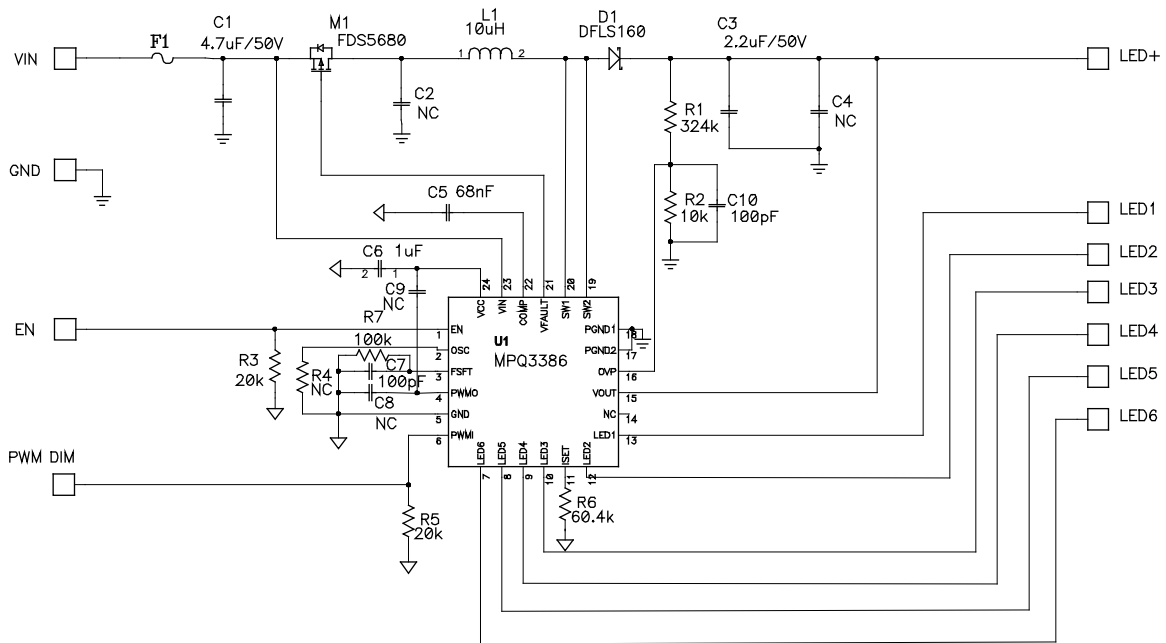 C1
4.7uF/50V
M1
FDS5680
L1
10uH
D1
DFLS160
C3
2.2uF/50V
VIN
F1
1
2
LED+
C2
NC
R1
324k
C4
NC
GND
C5 68nF
R2
10k
C10
100pF
LED1
LED2
LED3
LED4
LED5
LED6
C6 1uF
2
1
C9
NC
24
23
22
21
20
19
VCC
VIN
COMP
VFAULT
SW1
SW2
EN
R7
100k
R3
20k
R4
NC
C7
100pF
C8
NC
U1
MPQ3386
EN
OSC
FSFT
PWMO
GND
PWMI
1
2
3
4
5
6
PGND1
PGND2
OVP
VOUT
NC
LED1
18
17
16
15
14
13
LED6
LED5
LED4
LED3
ISET
LED2
7
8
9
10
11
12
PWM DIM
R5
20k
R6
60.4k